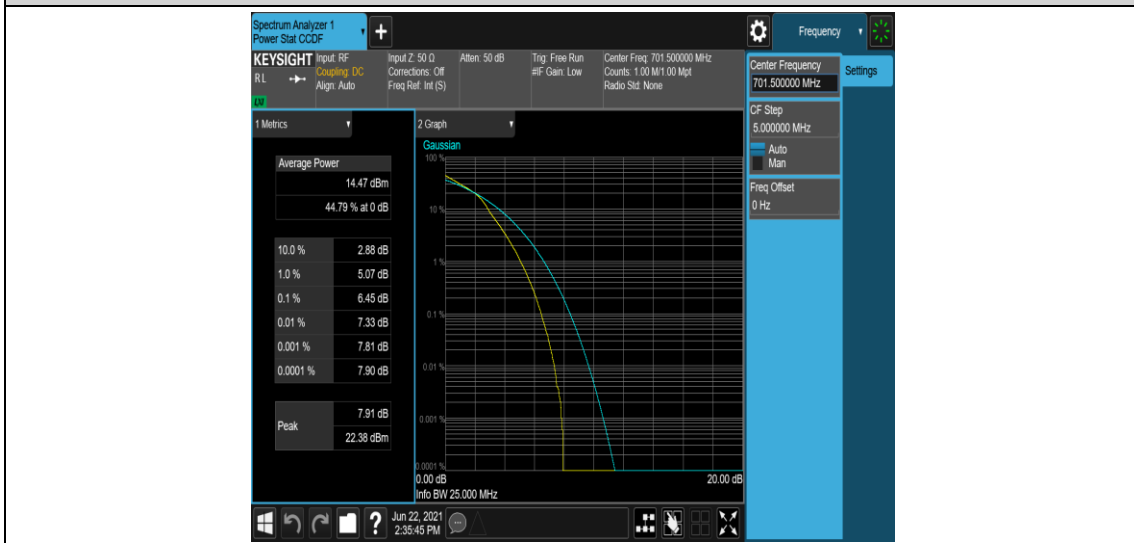 Spectrum Analyzer 1
Power Stat CCDF
+
Frequency
KEYSIGHT
RL
LXI
Input: RF
Coupling: DC
Align: Auto
Input Z: 50 Ω
Corrections: Off
Freq Ref: Int (S)
Atten: 50 dB
Trig: Free Run
#IF Gain: Low
Center Freq: 701.500000 MHz
Counts: 1.00 M/1.00 Mpt
Radio Std: None
Center Frequency
701.500000 MHz
Settings
CF Step
5.000000 MHz
Auto
Man
Freq Offset
0 Hz
1 Metrics
Average Power
14.47 dBm
44.79 % at 0 dB
10.0 % 2.88 dB
1.0 % 5.07 dB
0.1 % 6.45 dB
0.01 % 7.33 dB
0.001 % 7.81 dB
0.0001 % 7.90 dB
Peak 7.91 dB
22.38 dBm
2 Graph
Gaussian
100 %
10 %
1 %
0.1 %
0.01 %
0.001 %
0.0001 %
0.00 dB 20.00 dB
Info BW 25.000 MHz
?
Jun 22, 2021
2:35:45 PM